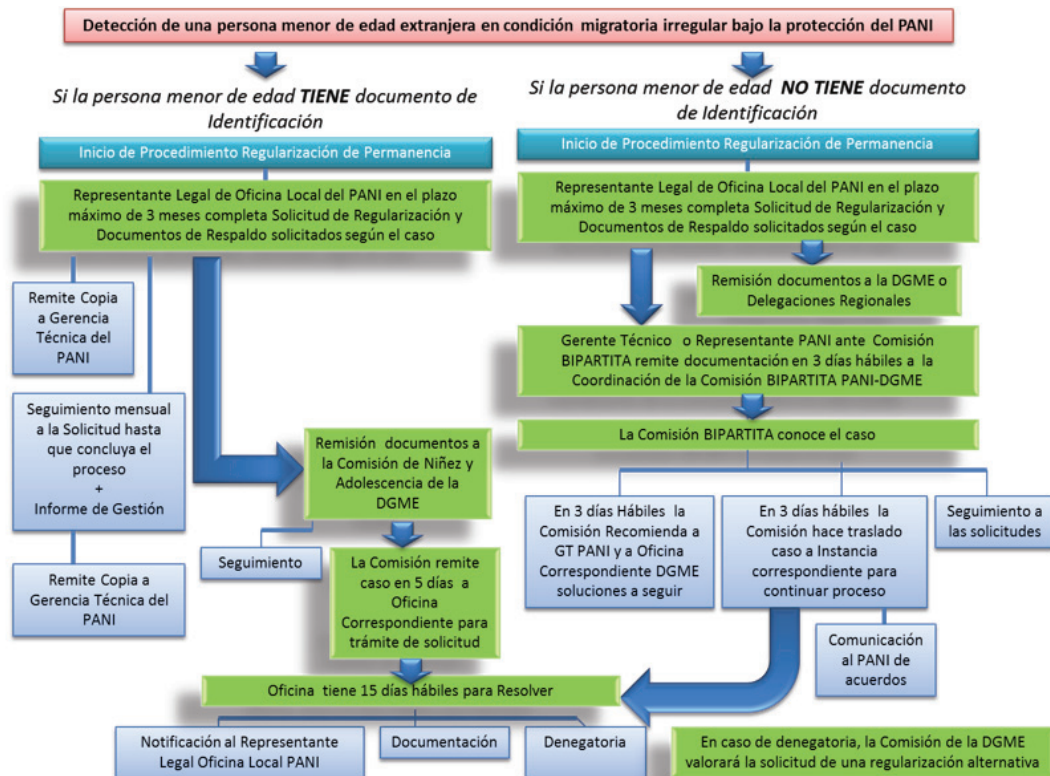 Detección de una persona menor de edad extranjera en condición migratoria irregular bajo la protección del PANI
Si la persona menor de edad TIENE documento de
Identificación
Inicio de Procedimiento Regularización de Permanencia
Representante Legal de Oficina Local del PANI en el plazo
máximo de 3 meses completa Solicitud de Regularización y
Documentos de Respaldo solicitados según el caso
Remite Copia
a Gerencia
Técnica del
PANI
Seguimiento mensual
a la Solicitud hasta
que concluya el
proceso
+
Informe de Gestión
Remite Copia a
Gerencia Técnica del
PANI
Remisión documentos a
la Comisión de Niñez y
Adolescencia de la
DGME
Seguimiento
La Comisión remite
caso en 5 días a
Oficina
Correspondiente para
trámite de solicitud
Si la persona menor de edad NO TIENE documento
de Identificación
Inicio de Procedimiento Regularización de Permanencia
Representante Legal de Oficina Local del PANI en el plazo
máximo de 3 meses completa Solicitud de Regularización y
Documentos de Respaldo solicitados según el caso
Remisión documentos a la DGME o
Delegaciones Regionales
Gerente Técnico o Representante PANI ante Comisión
BIPARTITA remite documentación en 3 días hábiles a la
Coordinación de la Comisión BIPARTITA PANI-DGME
La Comisión BIPARTITA conoce el caso
En 3 días Hábiles la
Comisión Recomienda a
GT PANI y a Oficina
Correspondiente DGME
soluciones a seguir
En 3 días hábiles la
Comisión hace traslado
caso a Instancia
correspondiente para
continuar proceso
Seguimiento a
las solicitudes
Comunicación
al PANI de
acuerdos
Oficina tiene 15 días hábiles para Resolver
Notificación al Representante
Legal Oficina Local PANI
Documentación
Denegatoria
En caso de denegatoria, la Comisión de la DGME
valorará la solicitud de una regularización alternativa